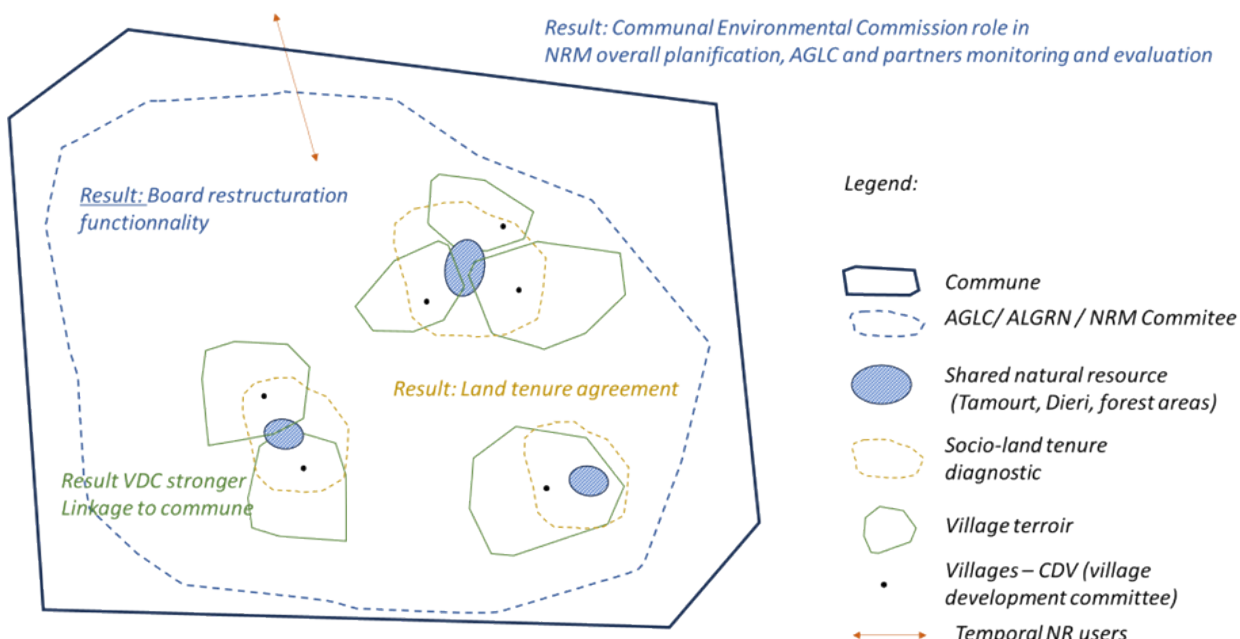 Result: Communal Environmental Commission role in
NRM overall planification, AGLC and partners monitoring and evaluation
Result: Board restructuration
functionnality
Result: Land tenure agreement
Result VDC stronger
Linkage to commune
Legend:
Commune
AGLC/ ALGRN / NRM Commitee
Shared natural resource
(Tamourt, Dieri, forest areas)
Socio-land tenure
diagnostic
Village terroir
Villages – CDV (village
development committee)
Temporal NR users